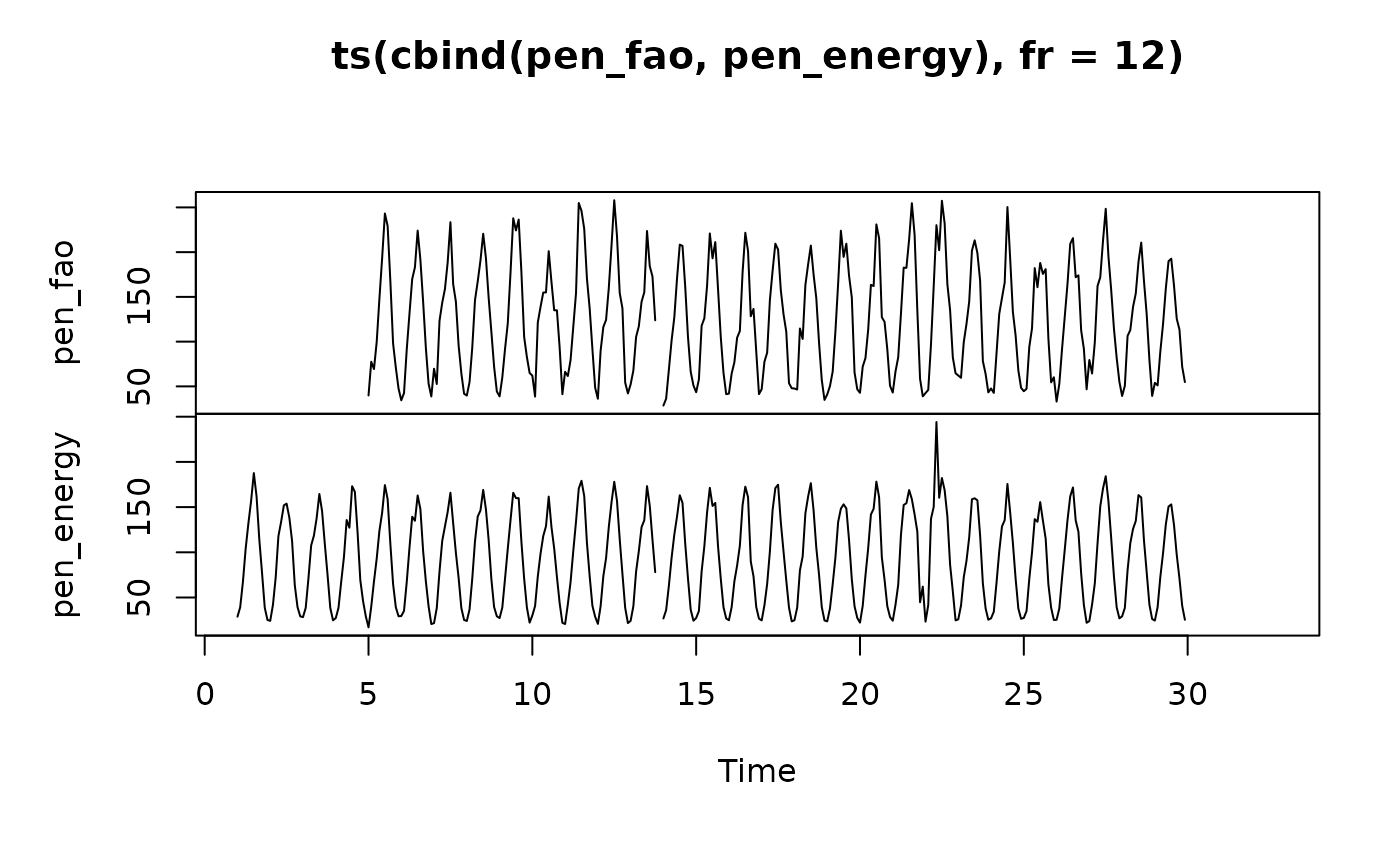 ts(cbind(pen_fao, pen_energy), fr = 12)
pen_fao
50 150
pen_energy
50 150
0 5 10 15 20 25 30
Time